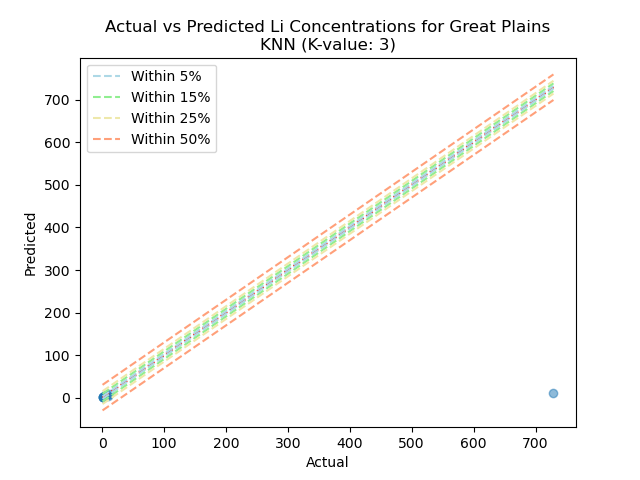 Actual vs Predicted Li Concentrations for Great Plains
KNN (K-value: 3)
Within 5%
Within 15%
Within 25%
Within 50%
700
600
500
400
300
200
100
0
Predicted
0 100 200 300 400 500 600 700
Actual